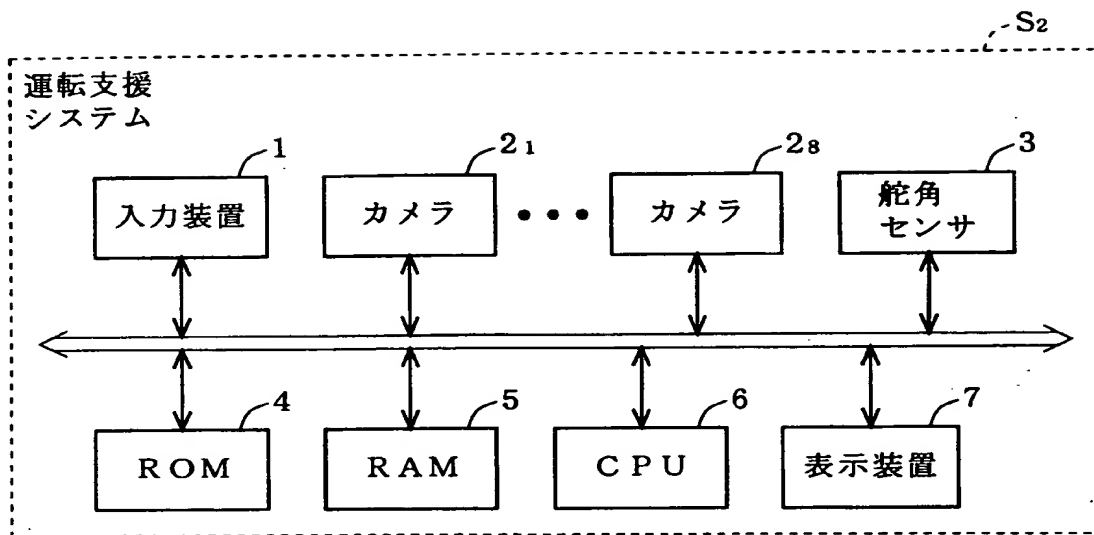 S₂
運転支援
システム
1
2₁
2₈
3
入力装置
カメラ
•••
カメラ
舵角
センサ
4
5
6
7
ROM
RAM
CPU
表示装置